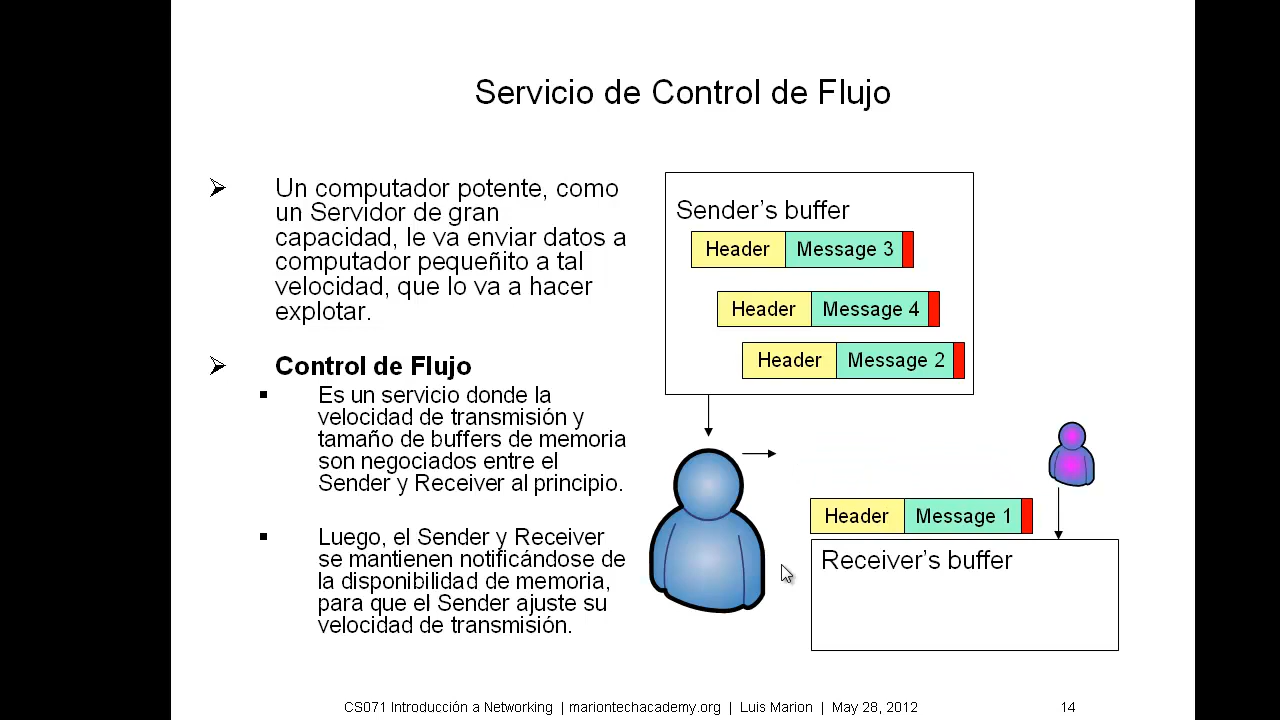 Servicio de Control de Flujo
Un computador potente, como
un Servidor de gran
capacidad, le va enviar datos a
computador pequeñito a tal
velocidad, que lo va a hacer
explotar.
Control de Flujo
Es un servicio donde la
velocidad de transmisión y
tamaño de buffers de memoria
son negociados entre el
Sender y Receiver al principio.
Luego, el Sender y Receiver
se mantienen notificándose de
la disponibilidad de memoria,
para que el Sender ajuste su
velocidad de transmisión.
Sender’s buffer
Header Message 3
Header Message 4
Header Message 2
Header Message 1
Receiver’s buffer
CS071 Introducción a Networking | mariontechacademy.org | Luis Marion | May 28, 2012 14